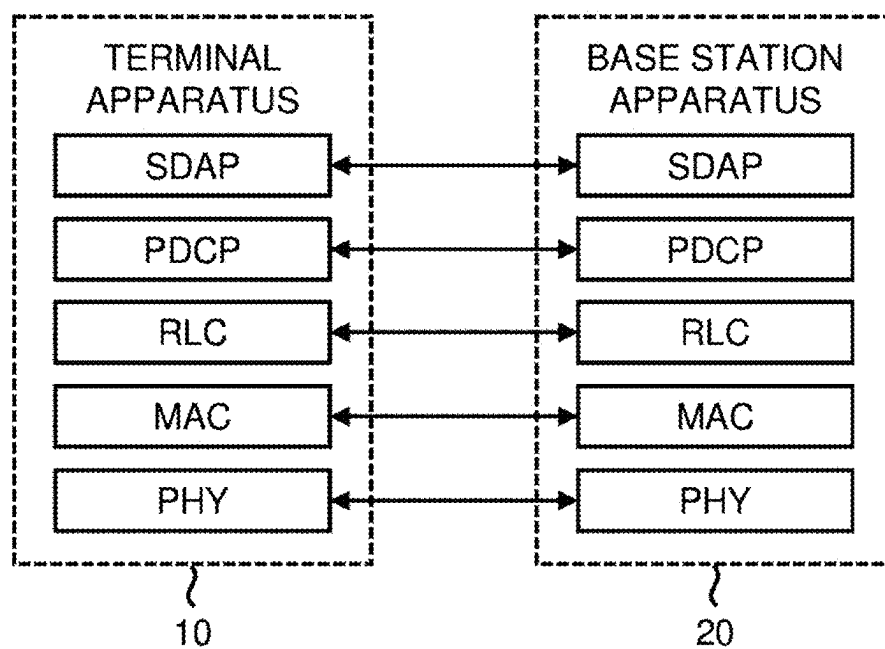 TERMINAL
APPARATUS
SDAP
PDCP
RLC
MAC
PHY
10
BASE STATION
APPARATUS
SDAP
PDCP
RLC
MAC
PHY
20